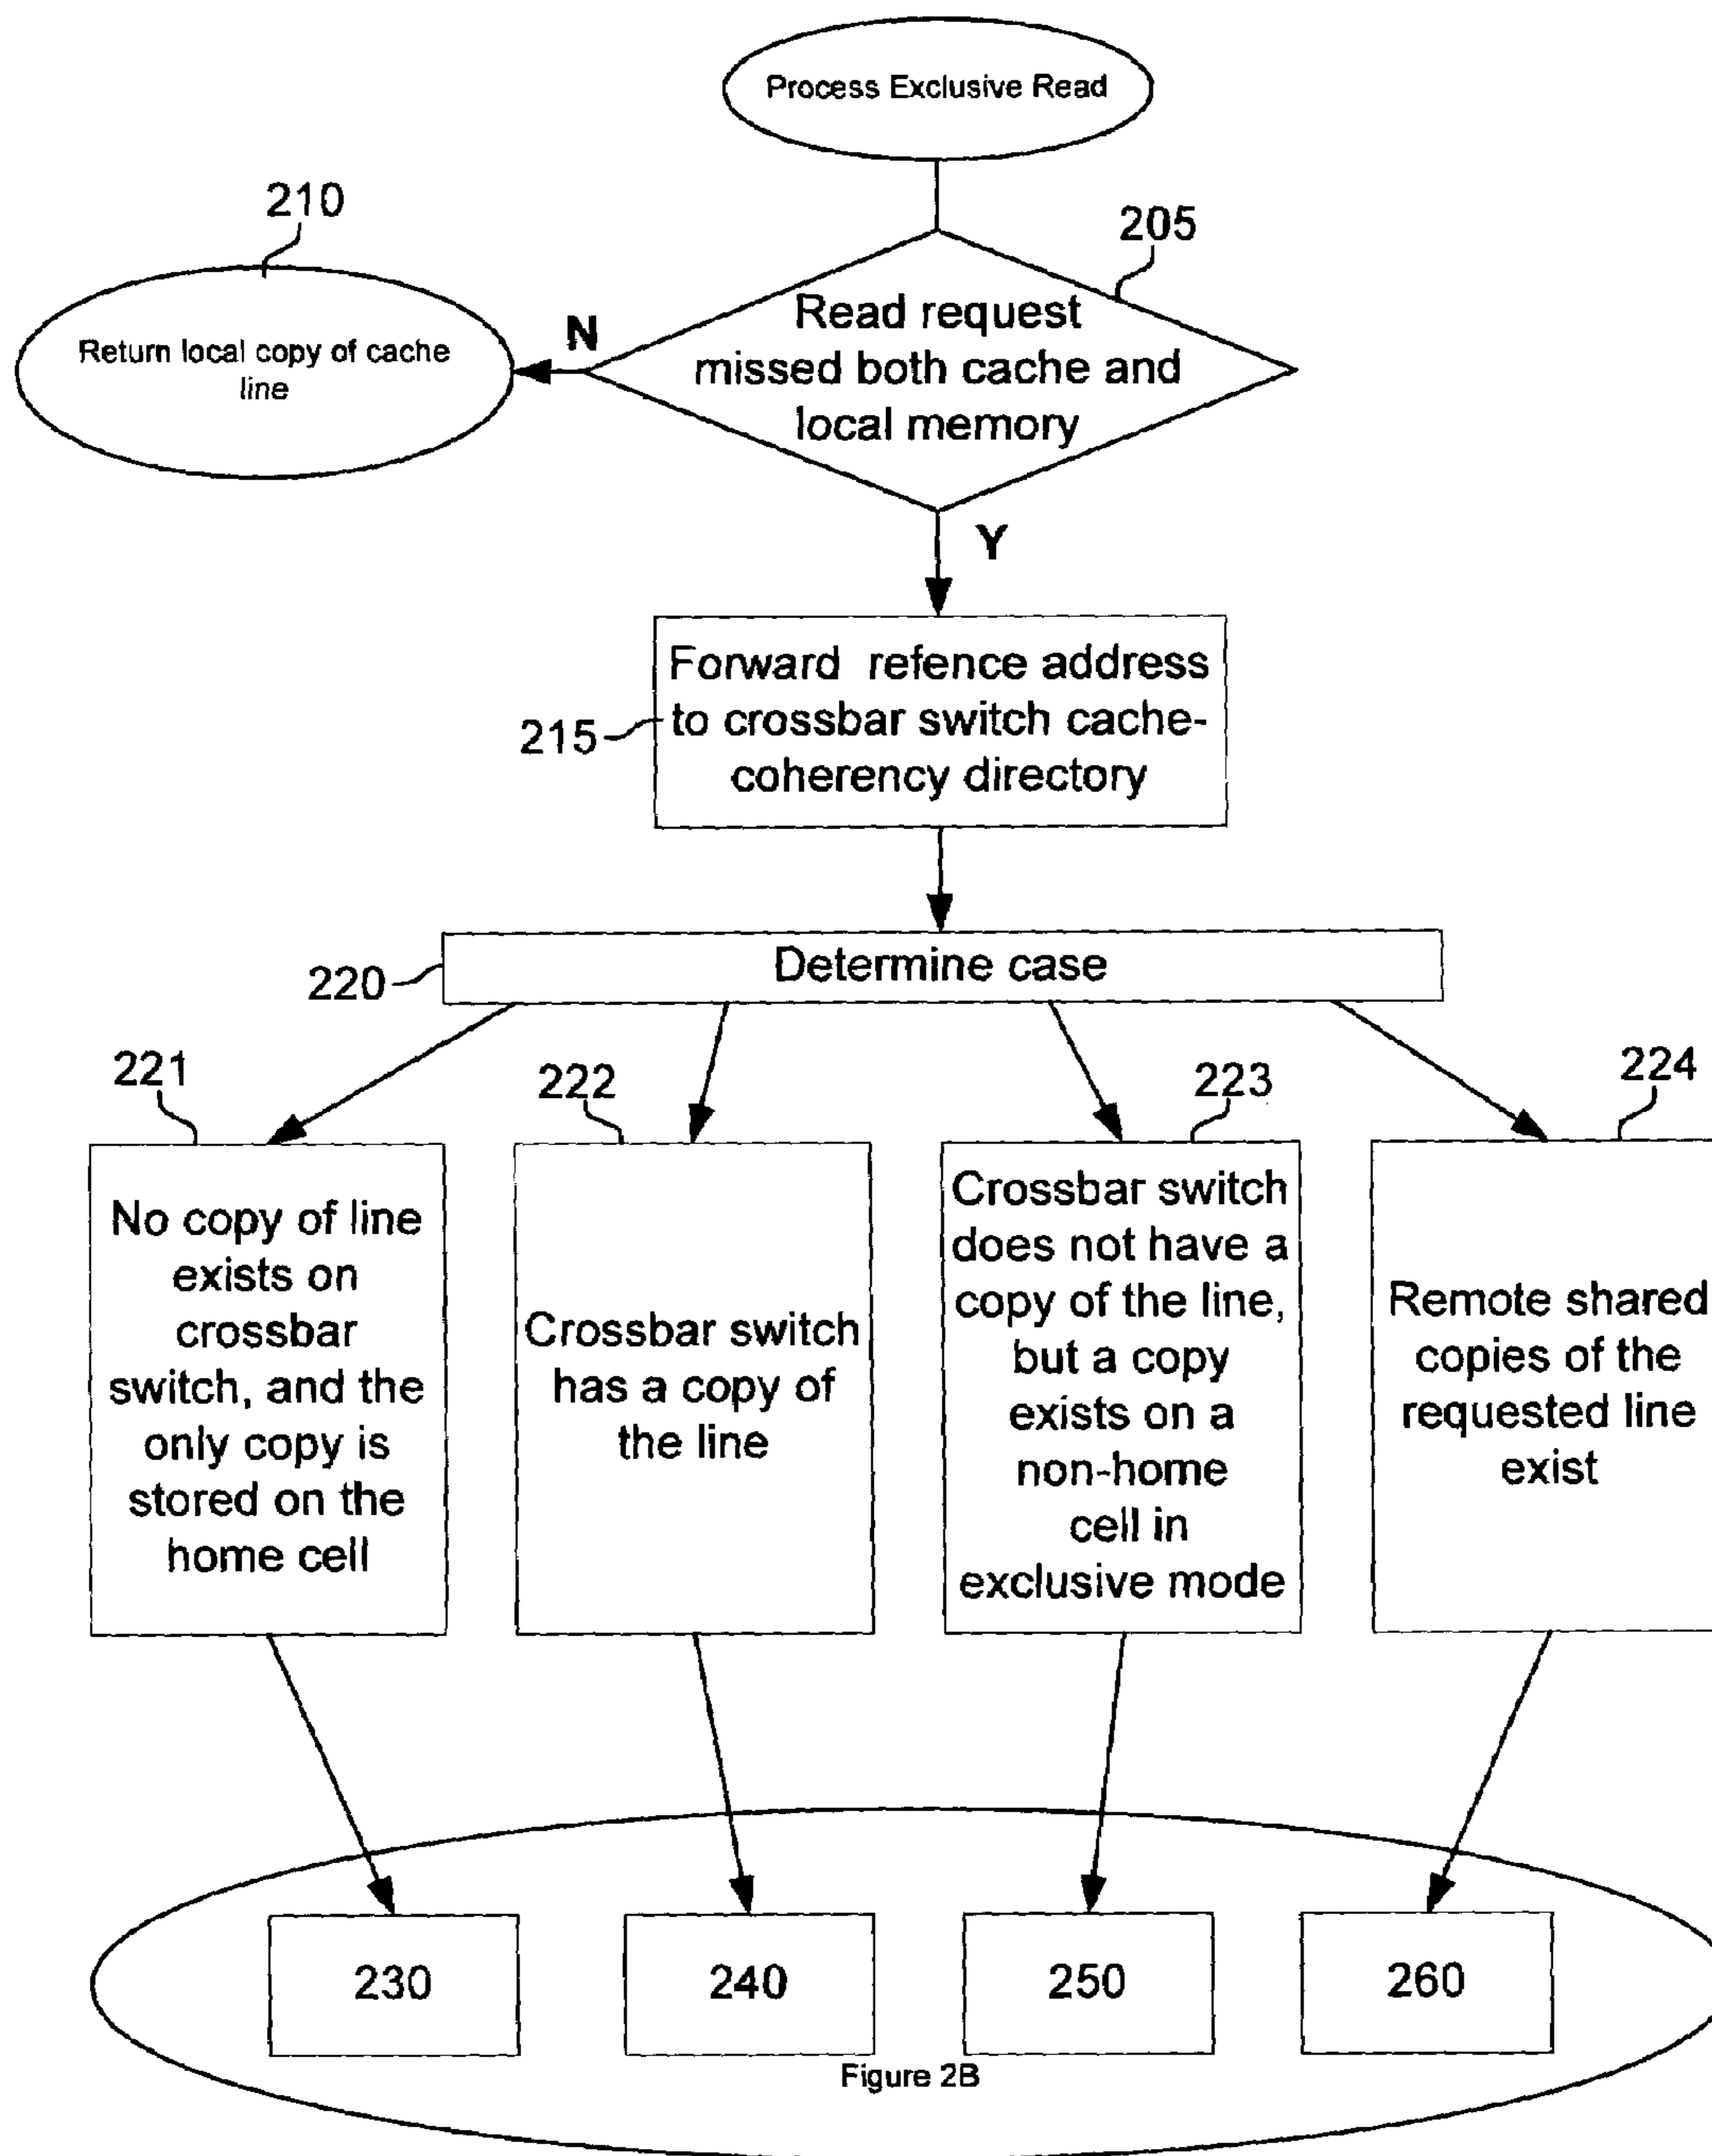 Process Exclusive Read
210
205
Read request
missed both cache and
local memory
N
Return local copy of cache
line
Y
Forward refence address
to crossbar switch cache-
coherency directory
215
Determine case
220
221
222
223
224
No copy of line
exists on
crossbar
switch, and the
only copy is
stored on the
home cell
Crossbar switch
has a copy of
the line
Crossbar switch
does not have a
copy of the line,
but a copy
exists on a
non-home
cell in
exclusive mode
Remote shared
copies of the
requested line
exist
230
240
250
260
Figure 2B